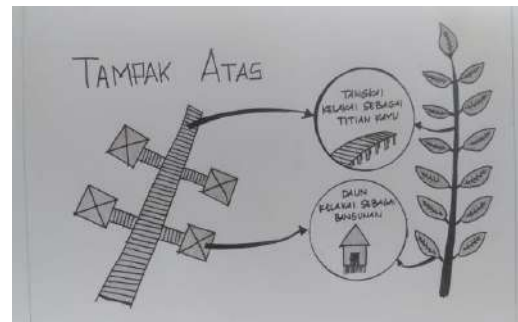 TAMPAK ATAS
TANGKAI
KELAKAI SEBAGAI
TITIAN KAYU
DAUN
KELAKAI SEBAGAI
BANGUNAN